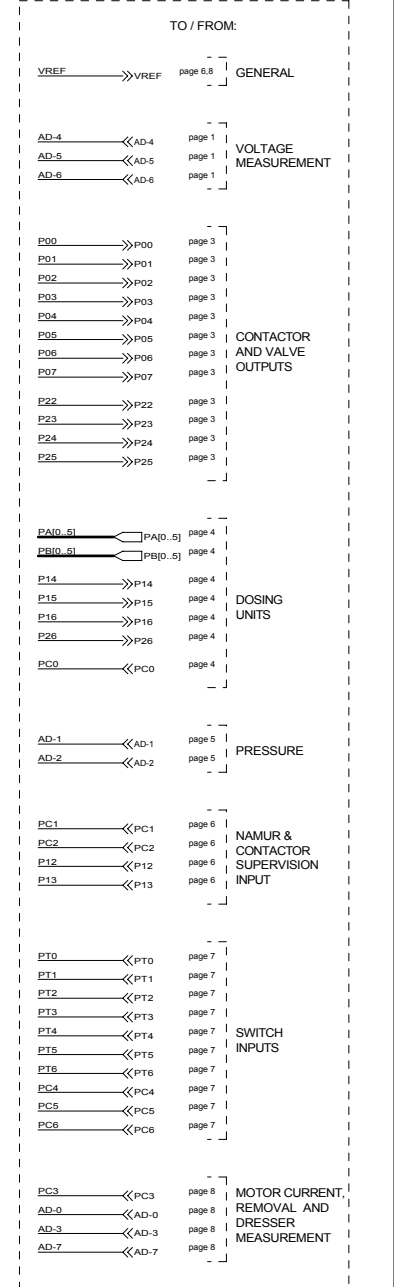 TO / FROM:
VREF VREF page 6,8 GENERAL
AD-4 AD-4 page 1
AD-5 AD-5 page 1
AD-6 AD-6 page 1
VOLTAGE
MEASUREMENT
P00 P00 page 3
P01 P01 page 3
P02 P02 page 3
P03 P03 page 3
P04 P04 page 3
P05 P05 page 3
P06 P06 page 3
P07 P07 page 3
P22 P22 page 3
P23 P23 page 3
P24 P24 page 3
P25 P25 page 3
CONTACTOR
AND VALVE
OUTPUTS
PA[0..5] PA[0..5] page 4
PB[0..5] PB[0..5] page 4
P14 P14 page 4
P15 P15 page 4
P16 P16 page 4
P26 P26 page 4
PC0 PC0 page 4
DOSING
UNITS
AD-1 AD-1 page 5
AD-2 AD-2 page 5
PRESSURE
PC1 PC1 page 6
PC2 PC2 page 6
P12 P12 page 6
P13 P13 page 6
NAMUR &
CONTACTOR
SUPERVISION
INPUT
PT0 PT0 page 7
PT1 PT1 page 7
PT2 PT2 page 7
PT3 PT3 page 7
PT4 PT4 page 7
PT5 PT5 page 7
PT6 PT6 page 7
PC4 PC4 page 7
PC5 PC5 page 7
PC6 PC6 page 7
SWITCH
INPUTS
PC3 PC3 page 8
AD-0 AD-0 page 8
AD-3 AD-3 page 8
AD-7 AD-7 page 8
MOTOR CURRENT,
REMOVAL AND
DRESSER
MEASUREMENT